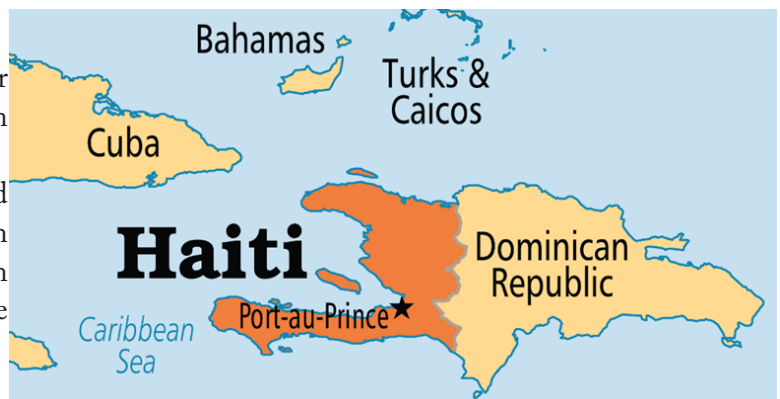 Bahamas
Turks &
Caicos
Cuba
Haiti
Dominican
Republic
Port-au-Prince
Caribbean
Sea